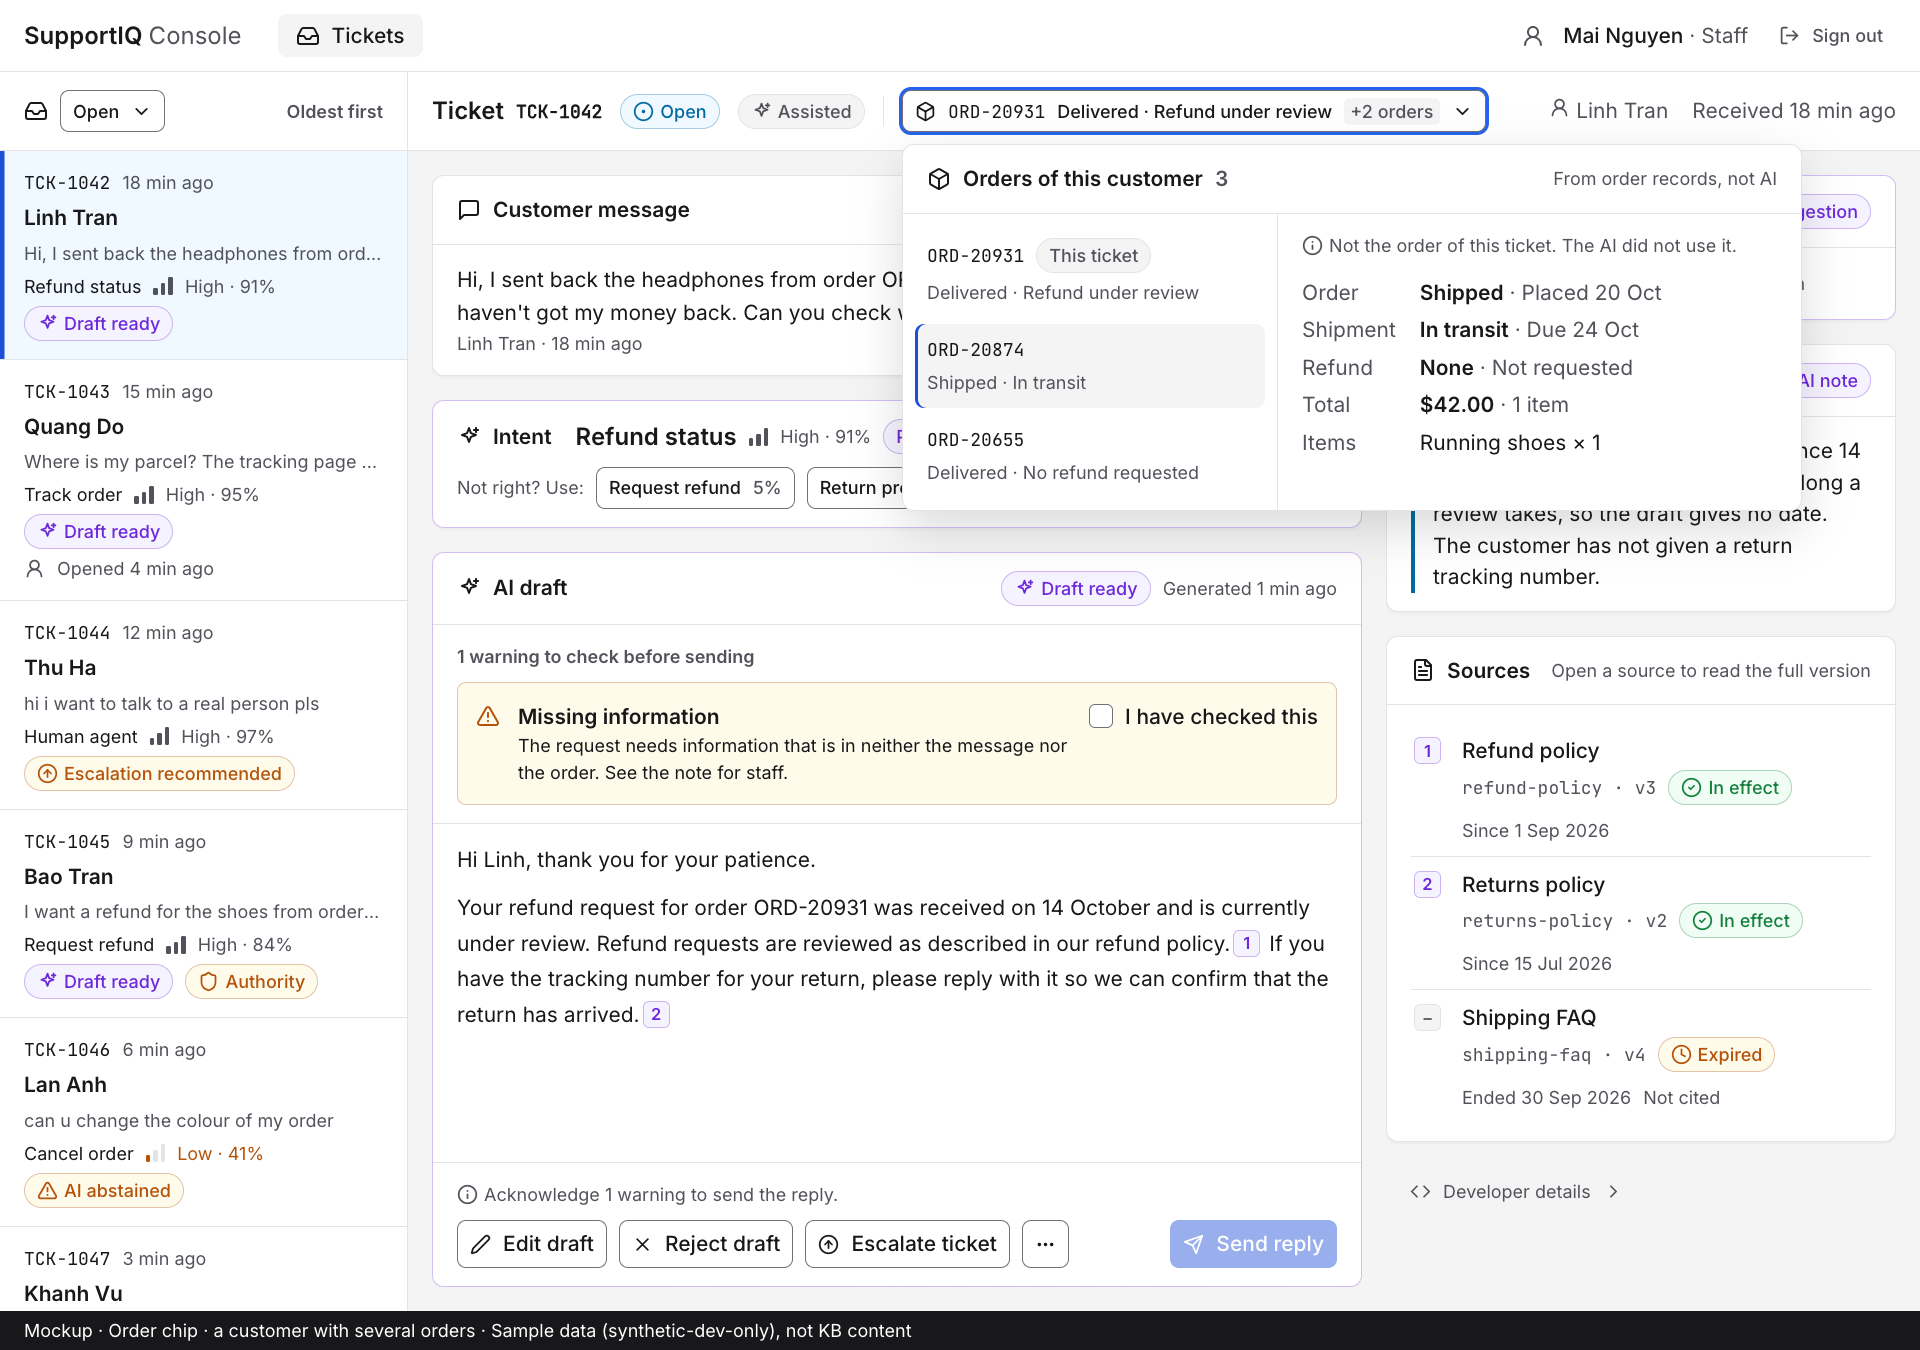 SupportIQ Console
Tickets
Mai Nguyen · Staff
Sign out
Open
Oldest first
TCK-1042 18 min ago
Linh Tran
Hi, I sent back the headphones from ord...
Refund status High · 91%
Draft ready
TCK-1043 15 min ago
Quang Do
Where is my parcel? The tracking page ...
Track order High · 95%
Draft ready
Opened 4 min ago
TCK-1044 12 min ago
Thu Ha
hi i want to talk to a real person pls
Human agent High · 97%
Escalation recommended
TCK-1045 9 min ago
Bao Tran
I want a refund for the shoes from order...
Request refund High · 84%
Draft ready Authority
TCK-1046 6 min ago
Lan Anh
can u change the colour of my order
Cancel order Low · 41%
AI abstained
TCK-1047 3 min ago
Khanh Vu
Ticket TCK-1042 Open Assisted
ORD-20931 Delivered · Refund under review +2 orders
Linh Tran Received 18 min ago
Customer message
Hi, I sent back the headphones from order
haven't got my money back. Can you check
Linh Tran · 18 min ago
Intent Refund status High · 91%
Not right? Use: Request refund 5% Return
Orders of this customer 3
From order records, not AI
ORD-20931 This ticket
Delivered · Refund under review
ORD-20874
Shipped · In transit
ORD-20655
Delivered · No refund requested
Not the order of this ticket. The AI did not use it.
Order Shipped · Placed 20 Oct
Shipment In transit · Due 24 Oct
Refund None · Not requested
Total $42.00 · 1 item
Items Running shoes × 1
AI draft
Draft ready Generated 1 min ago
1 warning to check before sending
Missing information
I have checked this
The request needs information that is in neither the message nor
the order. See the note for staff.
Hi Linh, thank you for your patience.
Your refund request for order ORD-20931 was received on 14 October and is currently
under review. Refund requests are reviewed as described in our refund policy. 1 If you
have the tracking number for your return, please reply with it so we can confirm that the
return has arrived. 2
Acknowledge 1 warning to send the reply.
Edit draft
Reject draft
Escalate ticket
...
Send reply
AI note
14
long a
review takes, so the draft gives no date.
The customer has not given a return
tracking number.
Sources Open a source to read the full version
1 Refund policy
refund-policy · v3 In effect
Since 1 Sep 2026
2 Returns policy
returns-policy · v2 In effect
Since 15 Jul 2026
– Shipping FAQ
shipping-faq · v4 Expired
Ended 30 Sep 2026 Not cited
Developer details
Mockup · Order chip · a customer with several orders · Sample data (synthetic-dev-only), not KB content